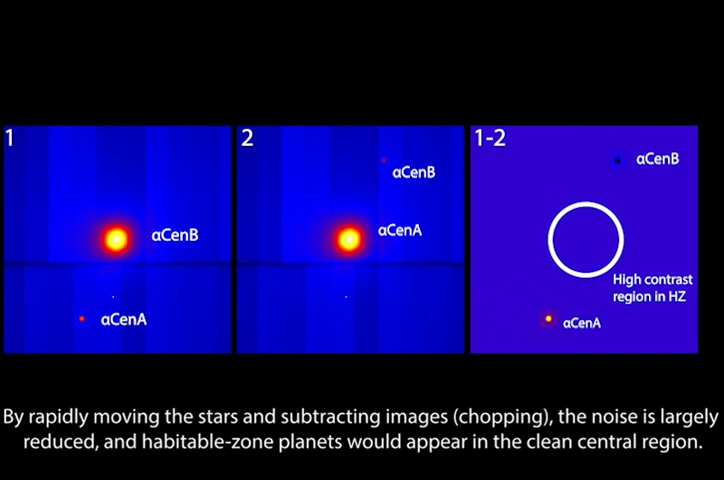 1
2
1-2
αCenB
αCenB
αCenB
αCenA
High contrast
region in HZ
αCenA
αCenA
By rapidly moving the stars and subtracting images (chopping), the noise is largely
reduced, and habitable-zone planets would appear in the clean central region.